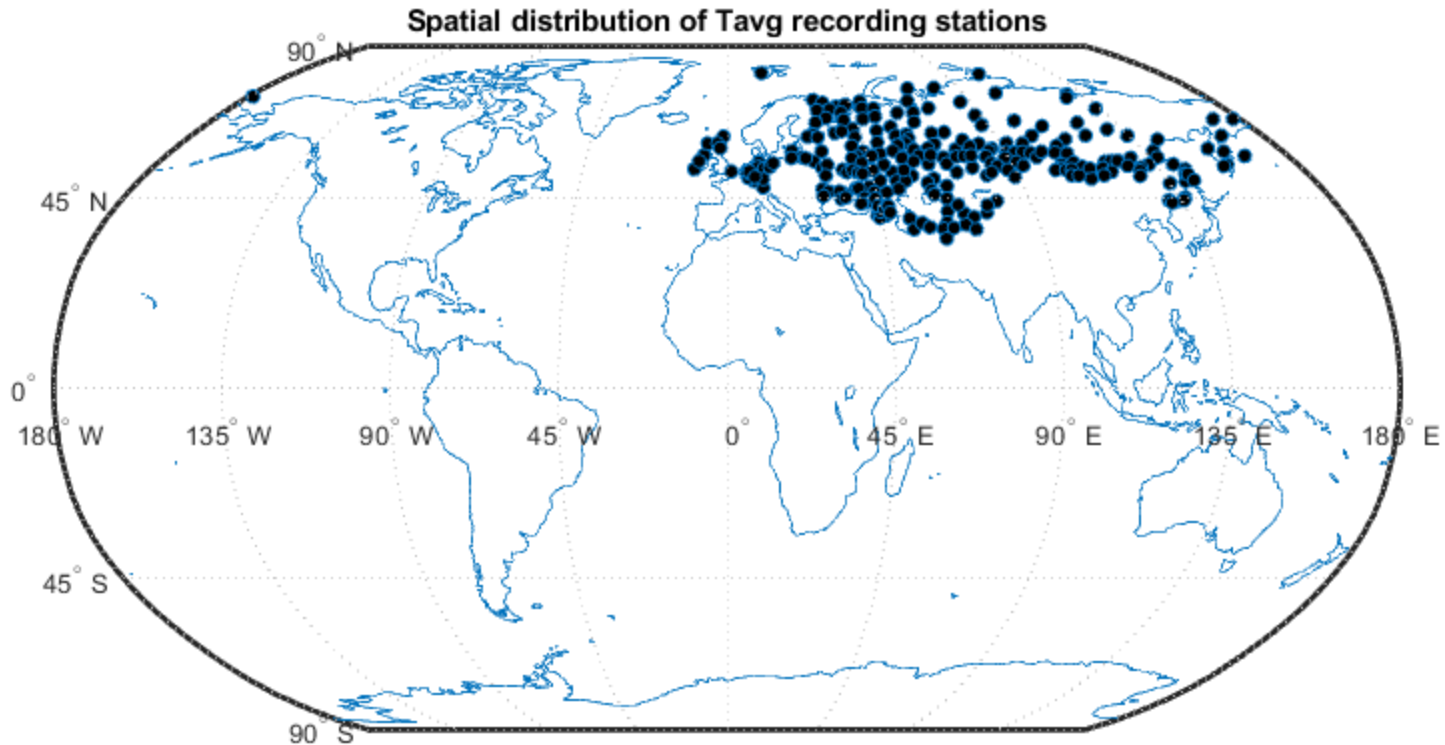 Spatial distribution of Tavg recording stations
90° N
45° N
0°
180° W 135° W 90° W 45° W 0° 45° E 90° E 135° E 180° E
45° S
90° S